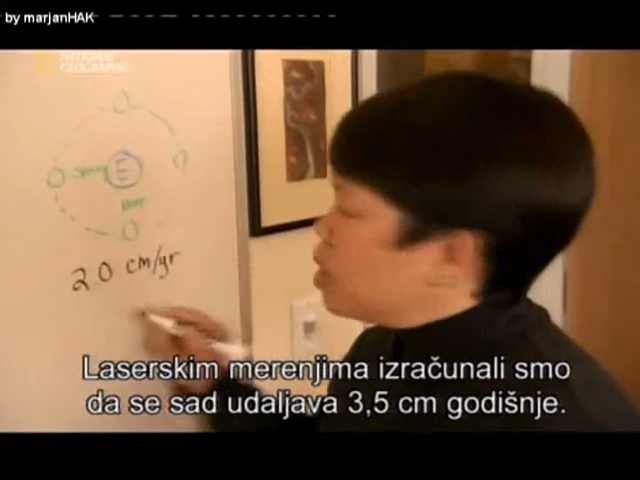 by marjanHAK
NATIONAL
GEOGRAPHIC
E
2.0 cm/yr
Laserskim merenjima izračunali smo
da se sad udaljava 3,5 cm godišnje.